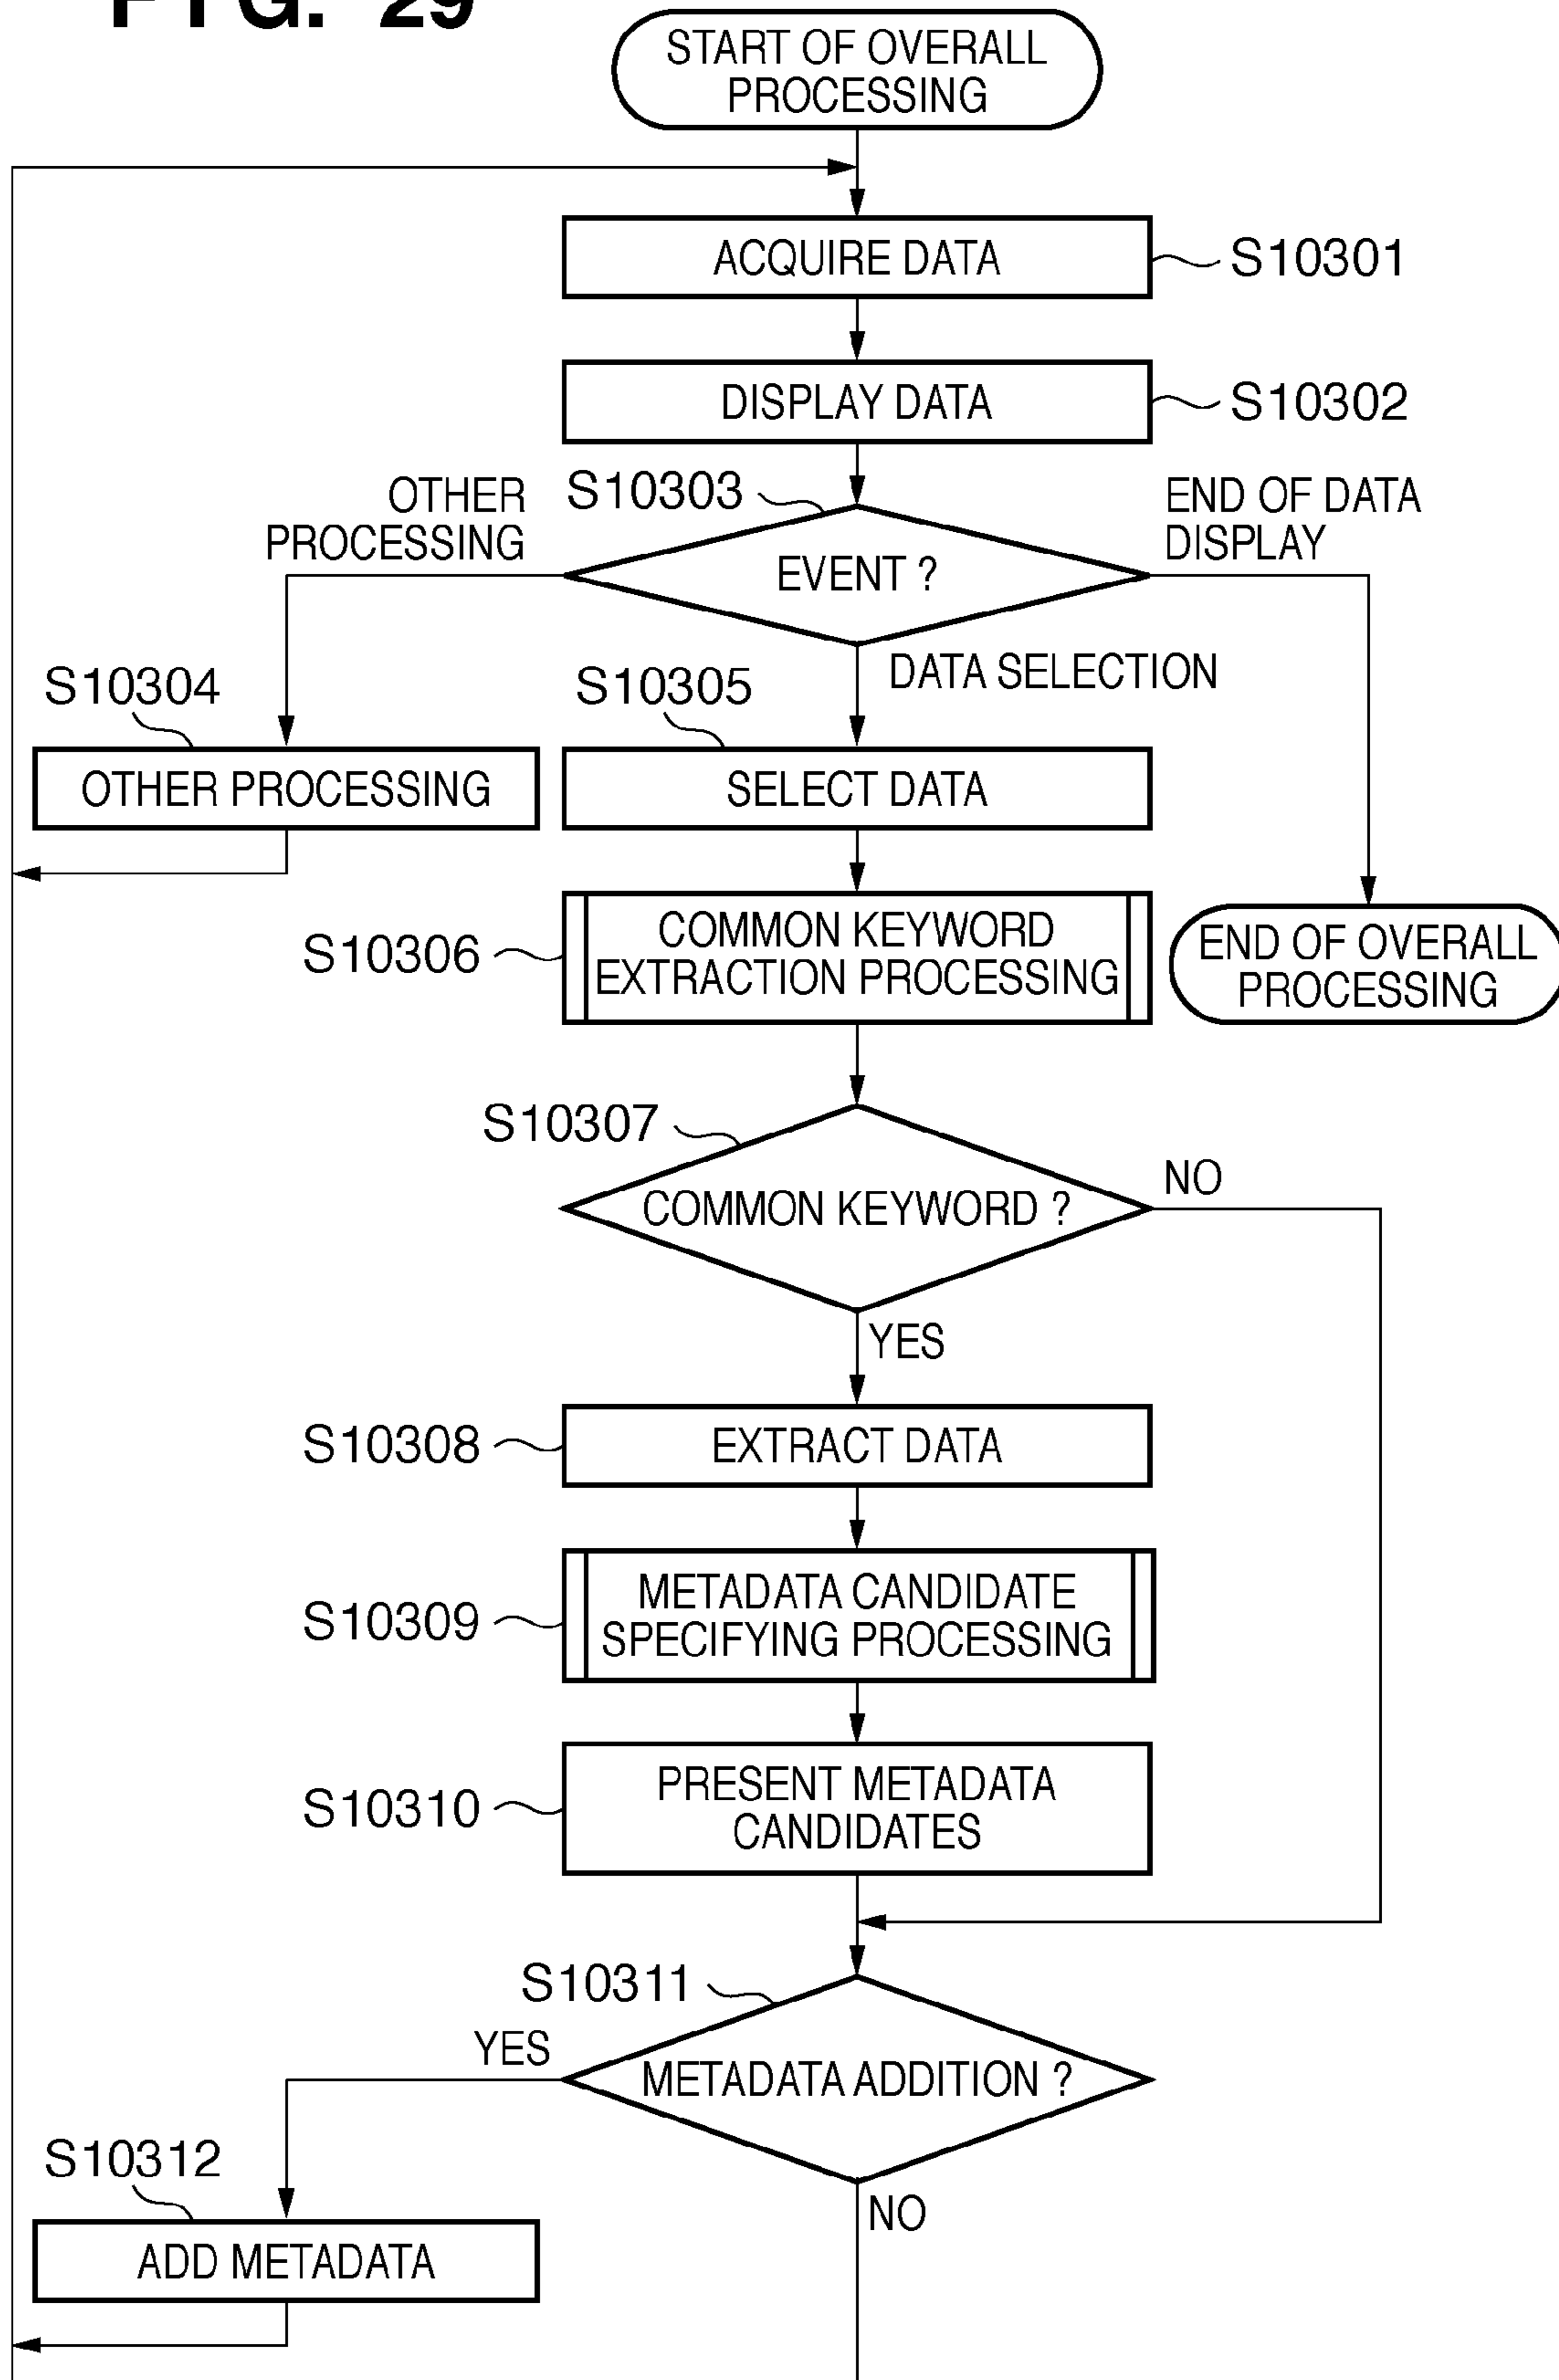 FIG. 29
START OF OVERALL
PROCESSING
ACQUIRE DATA
S10301
DISPLAY DATA
S10302
OTHER
PROCESSING
S10303
END OF DATA
DISPLAY
EVENT ?
DATA SELECTION
S10304
S10305
OTHER PROCESSING
SELECT DATA
S10306
COMMON KEYWORD
EXTRACTION PROCESSING
END OF OVERALL
PROCESSING
S10307
COMMON KEYWORD ?
NO
YES
S10308
EXTRACT DATA
S10309
METADATA CANDIDATE
SPECIFYING PROCESSING
S10310
PRESENT METADATA
CANDIDATES
S10311
YES
METADATA ADDITION ?
S10312
NO
ADD METADATA